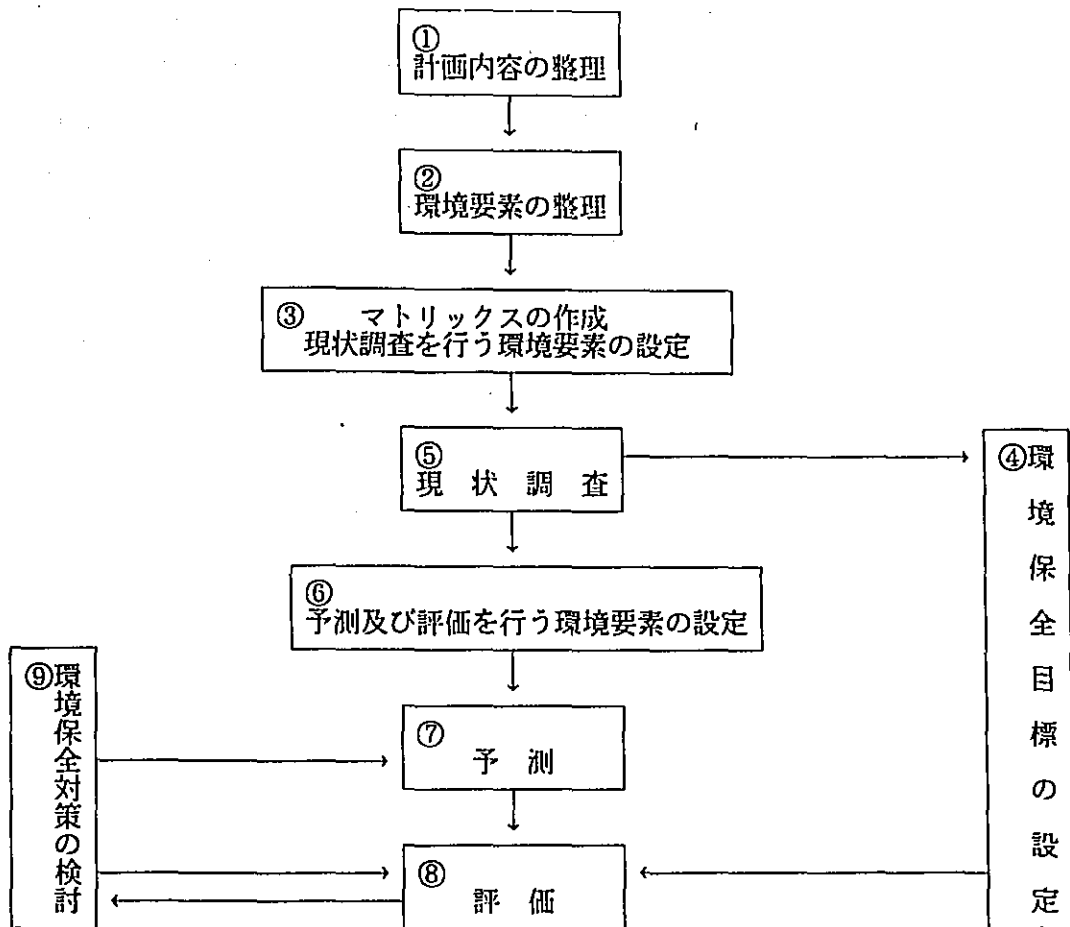 ①
計画内容の整理
②
環境要素の整理
③ マトリックスの作成
現状調査を行う環境要素の設定
⑤
現状調査
④環境保全目標の設定
⑥
予測及び評価を行う環境要素の設定
⑨環境保全対策の検討
⑦
予測
⑧
評価